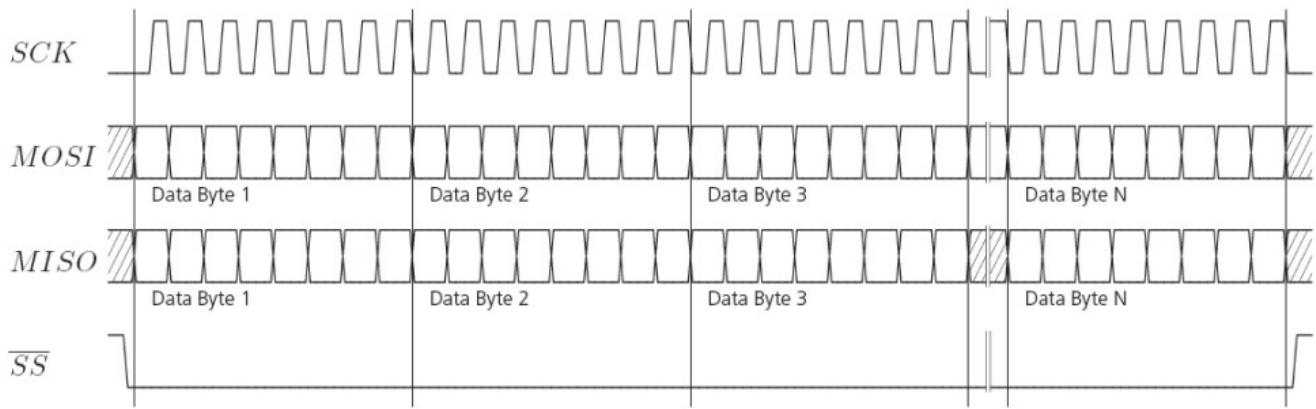 SCK
MOSI
Data Byte 1 Data Byte 2 Data Byte 3 Data Byte N
MISO
Data Byte 1 Data Byte 2 Data Byte 3 Data Byte N
S̅S̅